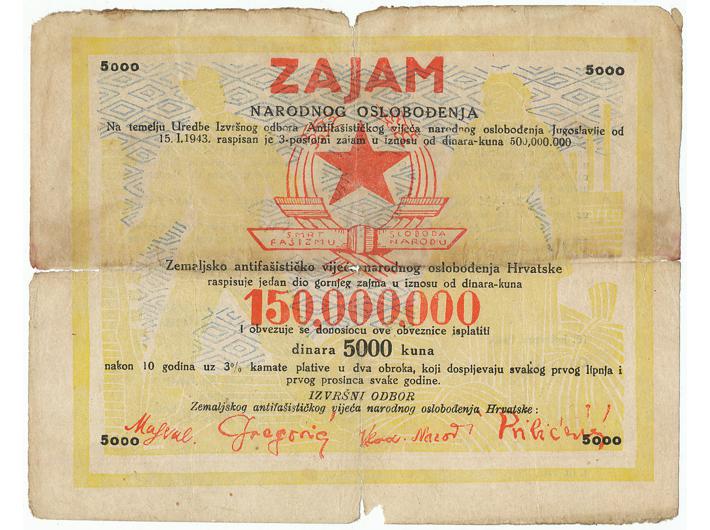 5000
5000
ZAJAM
NARODNOG OSLOBOĐENJA
Na temelju Uredbe Izvršnog odbora Antifašističkog vijeća narodnog oslobođenja Jugoslavije od
15. I. 1943. raspisan je 3-postotni zajam u iznosu od dinara-kuna 500,000.000
SMRT SLOBODA
FAŠIZMU NARODU
Zemaljsko antifašističko vijeće narodnog oslobođenja Hrvatske
raspisuje jedan dio gornjeg zajma u iznosu od dinara-kuna
150,000,000
I obvezuje se donosiocu ove obveznice isplatiti
dinara 5000 kuna
nakon 10 godina uz 3% kamate plative u dva obroka, koji dospljevaju svakog prvog lipnja i
prvog prosinca svake godine.
IZVRŠNI ODBOR
Zemaljskog antifašističkog vijeća narodnog oslobođenja Hrvatske :
Gregorić Nazor
5000
5000